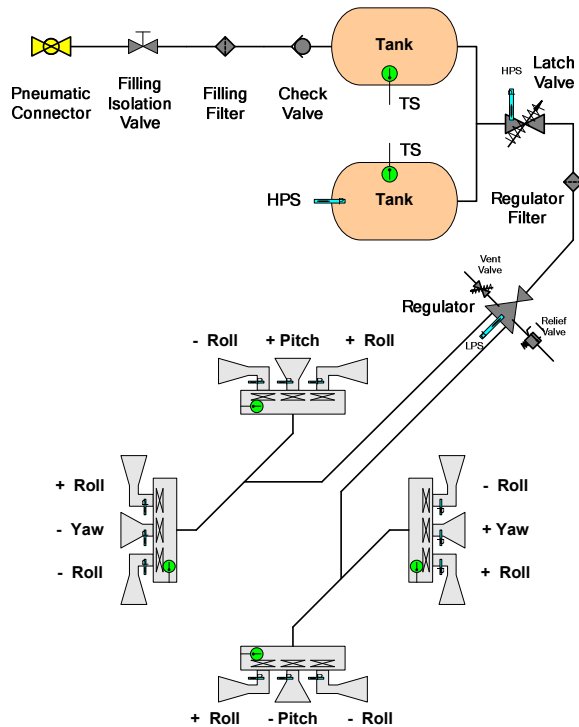 Tank
Latch
Valve
HPS
Pneumatic
Connector
Filling
Isolation
Valve
Filling
Filter
Check
Valve
TS
TS
HPS
Tank
Regulator
Filter
Vent
Valve
Regulator
Relief
Valve
LPS
- Roll
+ Pitch
+ Roll
+ Roll
- Yaw
- Roll
- Roll
+ Yaw
+ Roll
+ Roll
- Pitch
- Roll